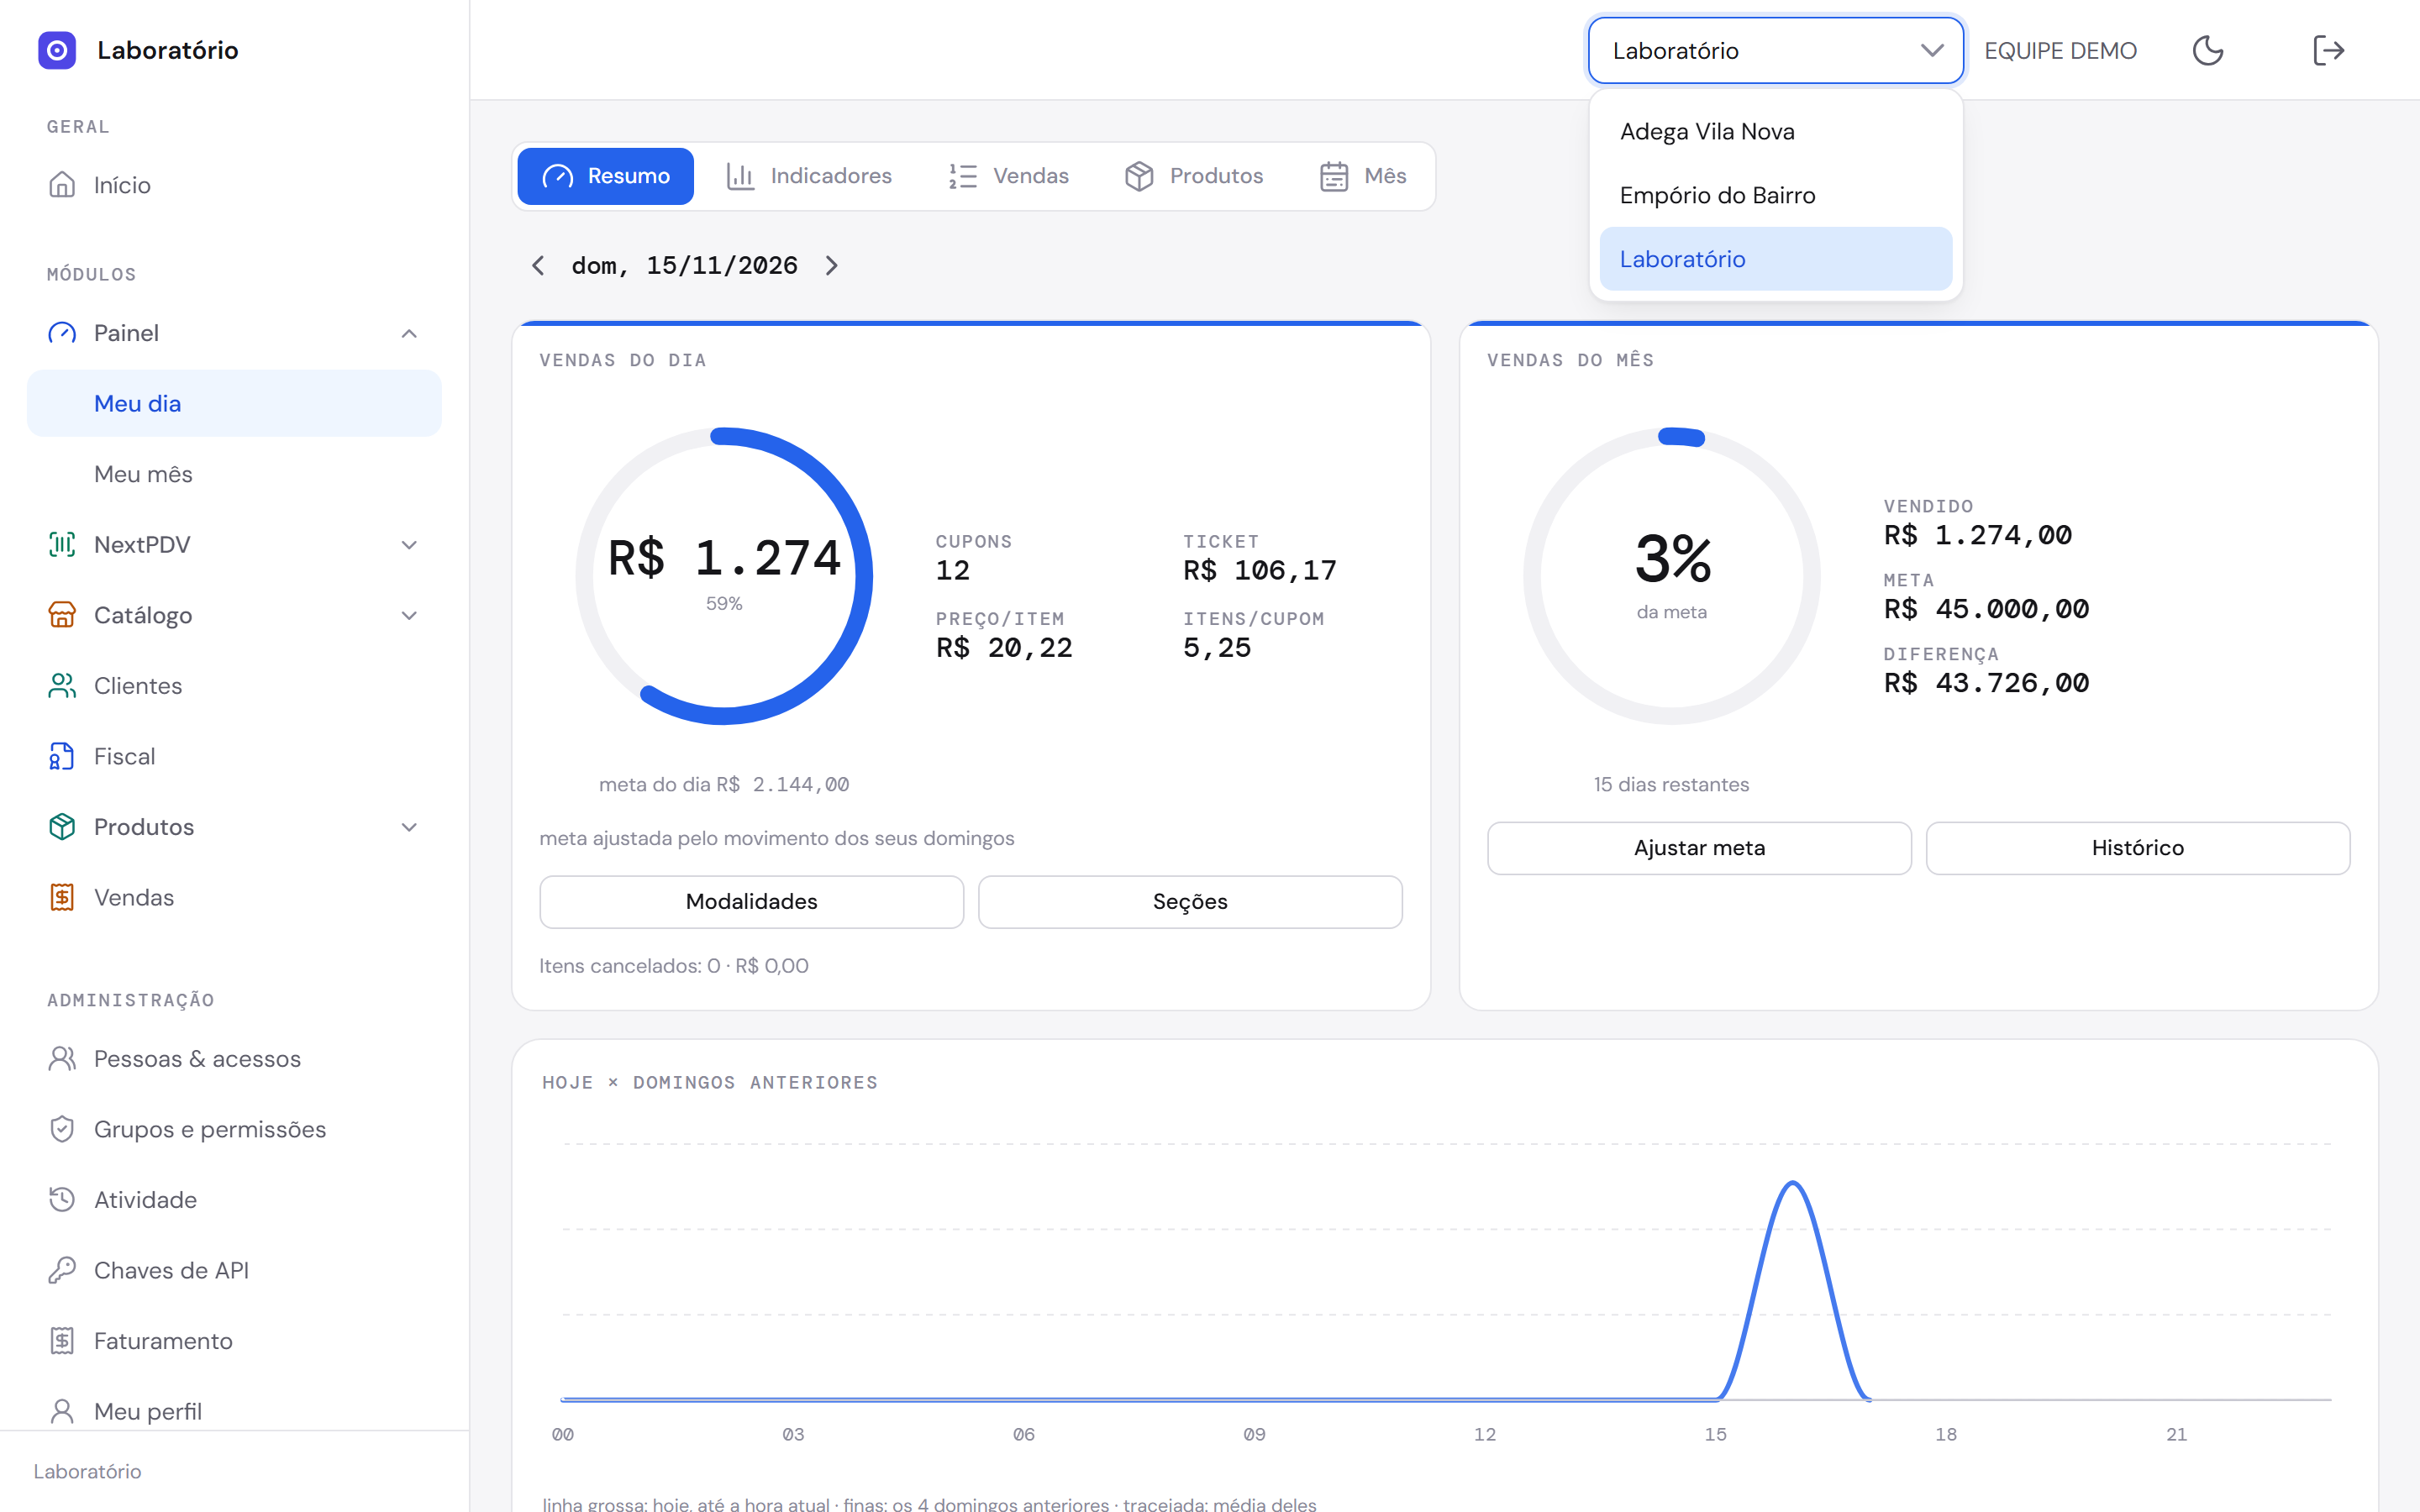 Laboratório
GERAL
Início
MÓDULOS
Painel
Meu dia
Meu mês
NextPDV
Catálogo
Clientes
Fiscal
Produtos
Vendas
ADMINISTRAÇÃO
Pessoas & acessos
Grupos e permissões
Atividade
Chaves de API
Faturamento
Meu perfil
Laboratório
Laboratório
EQUIPE DEMO
Adega Vila Nova
Empório do Bairro
Laboratório
Resumo
Indicadores
Vendas
Produtos
Mês
dom, 15/11/2026
VENDAS DO DIA
R$ 1.274
59%
CUPONS
12
TICKET
R$ 106,17
PREÇO/ITEM
R$ 20,22
ITENS/CUPOM
5,25
meta do dia R$ 2.144,00
meta ajustada pelo movimento dos seus domingos
Modalidades
Seções
Itens cancelados: 0 · R$ 0,00
VENDAS DO MÊS
3%
da meta
VENDIDO
R$ 1.274,00
META
R$ 45.000,00
DIFERENÇA
R$ 43.726,00
15 dias restantes
Ajustar meta
Histórico
HOJE × DOMINGOS ANTERIORES
00 03 06 09 12 15 18 21
linha grossa: hoje, até a hora atual · finas: os 4 domingos anteriores · tracejada: média deles